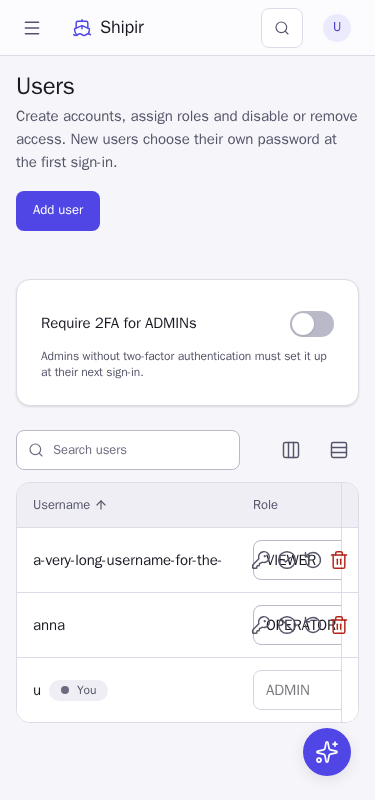 Shipir
U
Users
Create accounts, assign roles and disable or remove
access. New users choose their own password at
the first sign-in.
Add user
Require 2FA for ADMINs
Admins without two-factor authentication must set it up
at their next sign-in.
Search users
Username
Role
a-very-long-username-for-the-
VIEWER
anna
OPERATOR
u
You
ADMIN